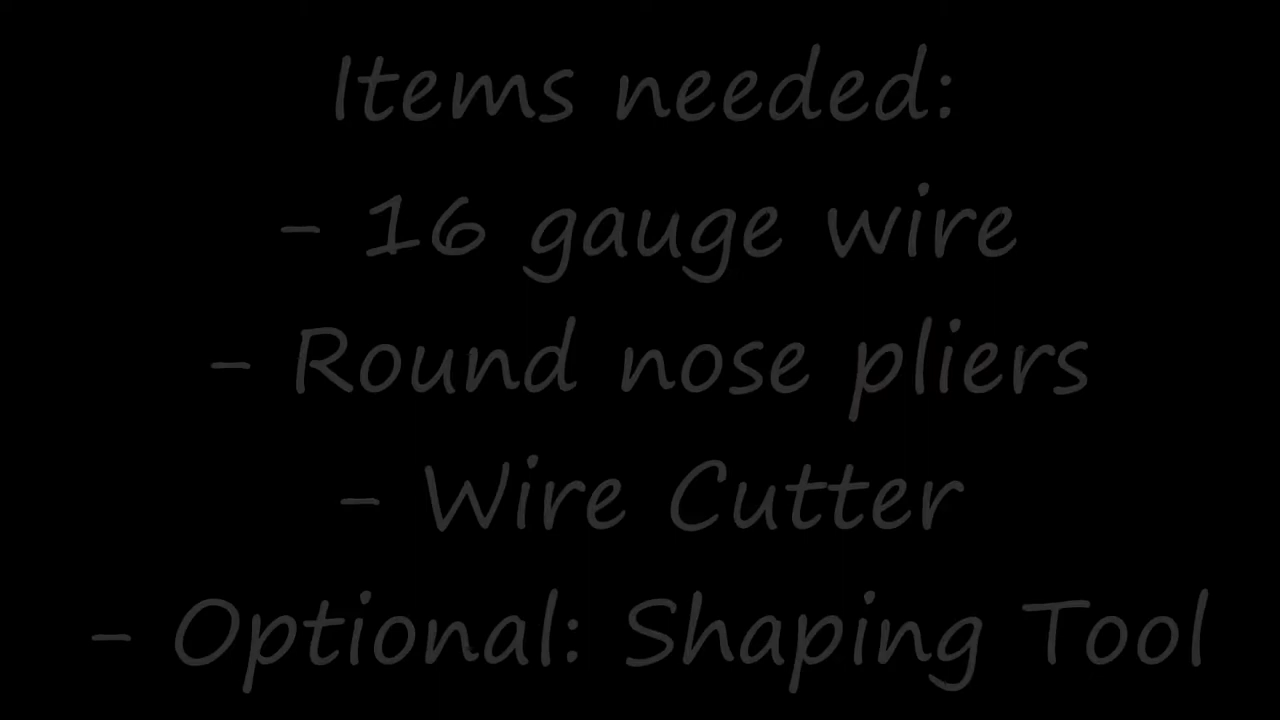 Items needed:
- 16 gauge wire
- Round nose pliers
- Wire Cutter
- Optional: Shaping Tool